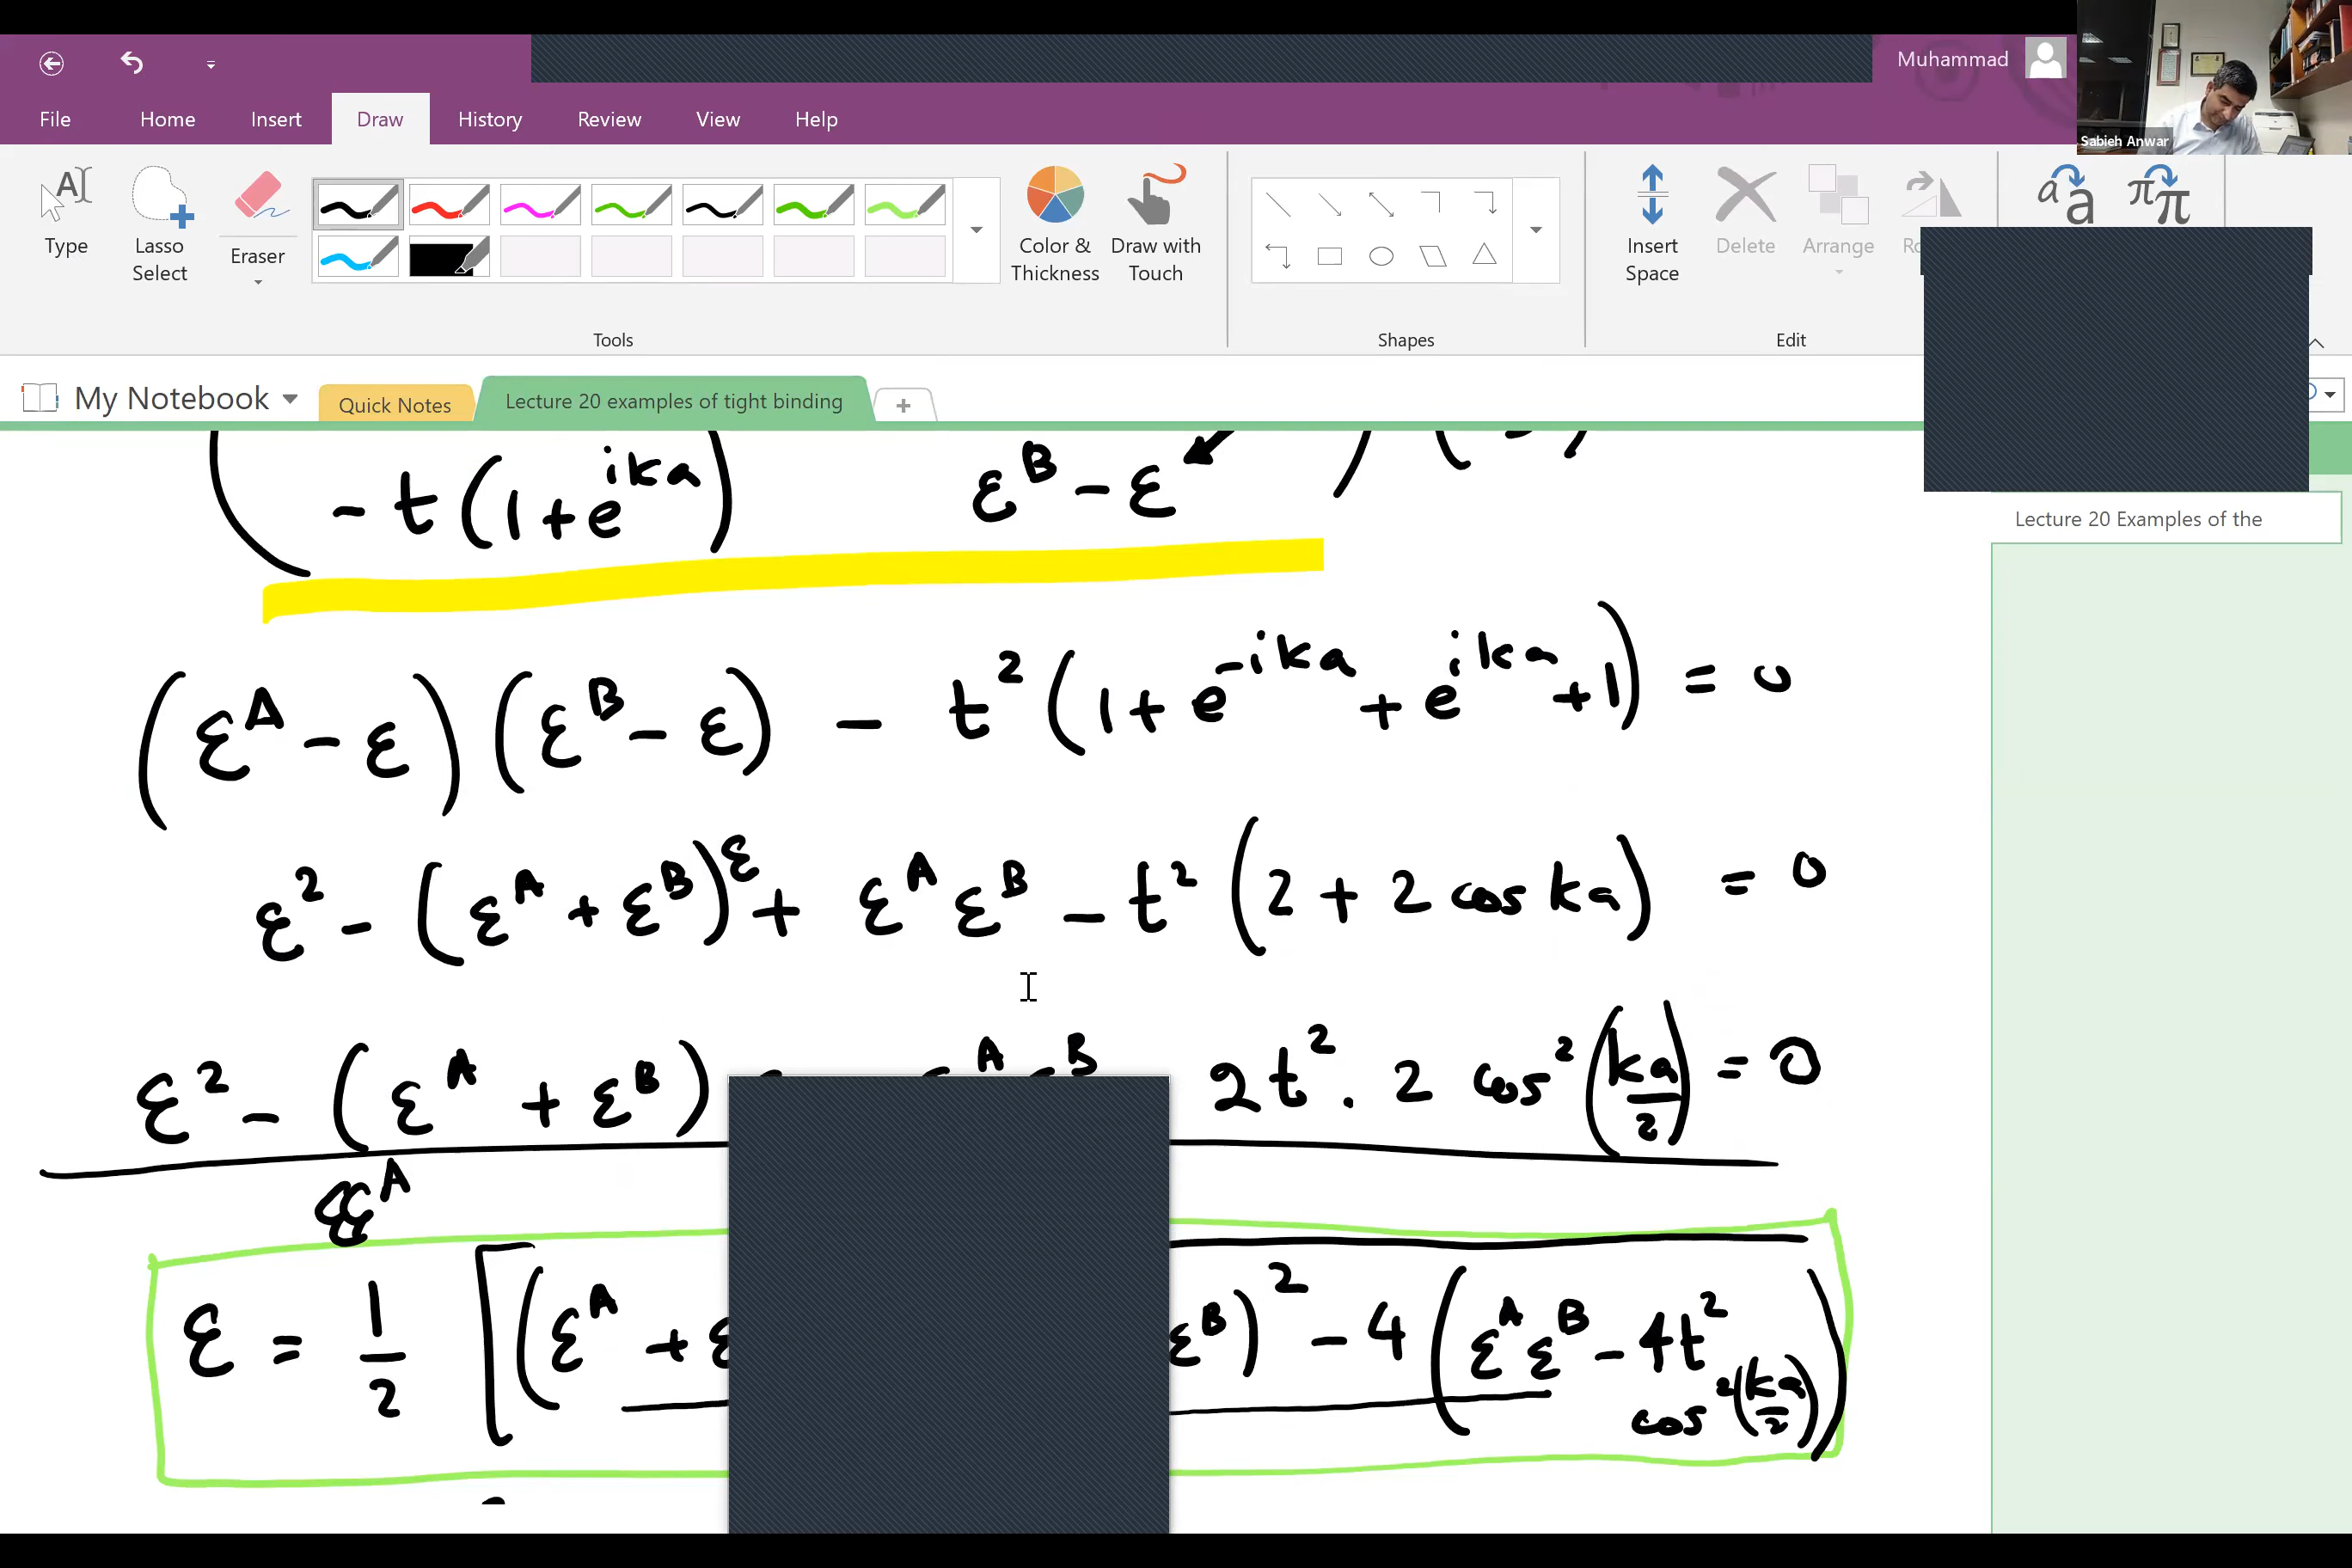 Muhammad
Sabieh Anwar
File Home Insert Draw History Review View Help
Type
Lasso Select
Eraser
Color & Thickness
Draw with Touch
Insert Space
Delete
Arrange
Tools Shapes Edit
My Notebook
Quick Notes
Lecture 20 examples of tight binding
Lecture 20 Examples of the
- t(1+e^{ika}) ε^B - ε
(ε^A - ε)(ε^B - ε) - t^2(1+e^{-ika}+e^{ika}+1) = 0
ε^2 - (ε^A + ε^B)ε + ε^A ε^B - t^2(2 + 2 cos ka) = 0
ε^2 - (ε^A + ε^B) A B 2t^2 . 2 cos^2(ka/2) = 0
ε^A
ε = 1/2 [(ε^A + ε ε^B)^2 - 4(ε^A ε^B - 4t^2 cos^2(ka/2))